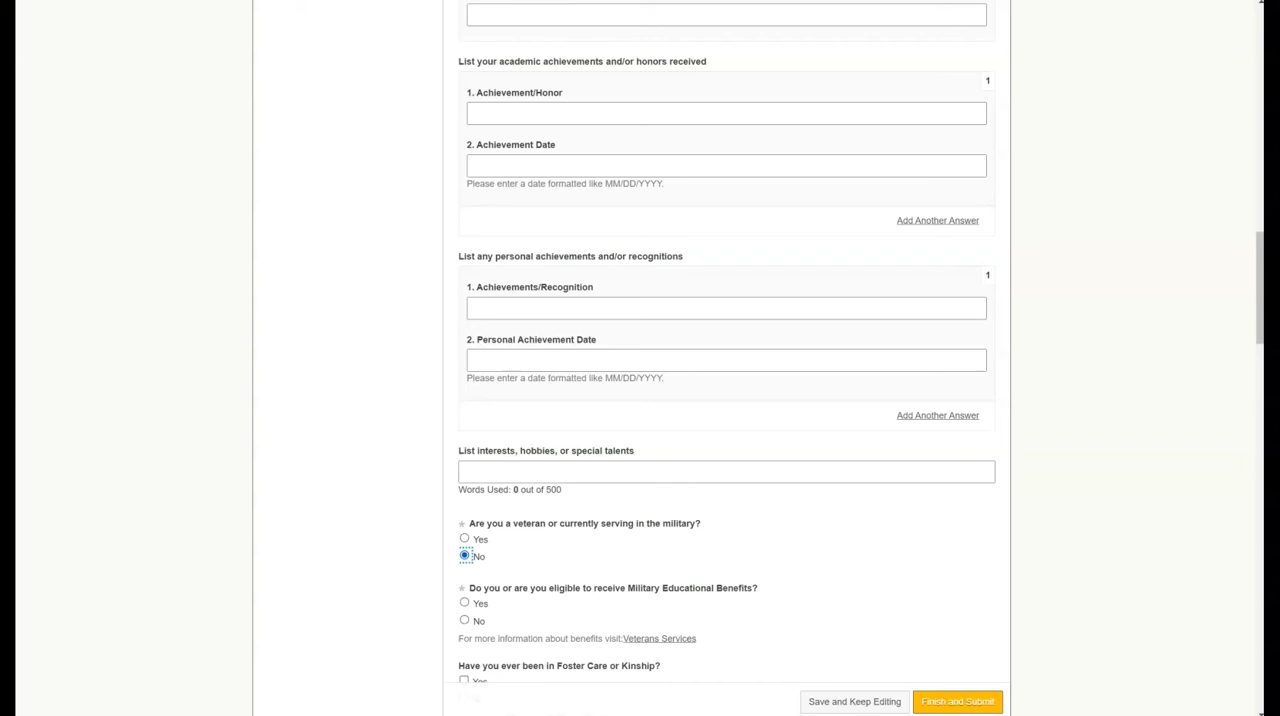 List your academic achievements and/or honors received
1
1. Achievement/Honor
2. Achievement Date
Please enter a date formatted like MM/DD/YYYY.
Add Another Answer
List any personal achievements and/or recognitions
1
1. Achievements/Recognition
2. Personal Achievement Date
Please enter a date formatted like MM/DD/YYYY.
Add Another Answer
List interests, hobbies, or special talents
Words Used: 0 out of 500
* Are you a veteran or currently serving in the military?
Yes
No
* Do you or are you eligible to receive Military Educational Benefits?
Yes
No
For more information about benefits visit:Veterans Services
Have you ever been in Foster Care or Kinship?
Yes
Save and Keep Editing
Finish and Submit